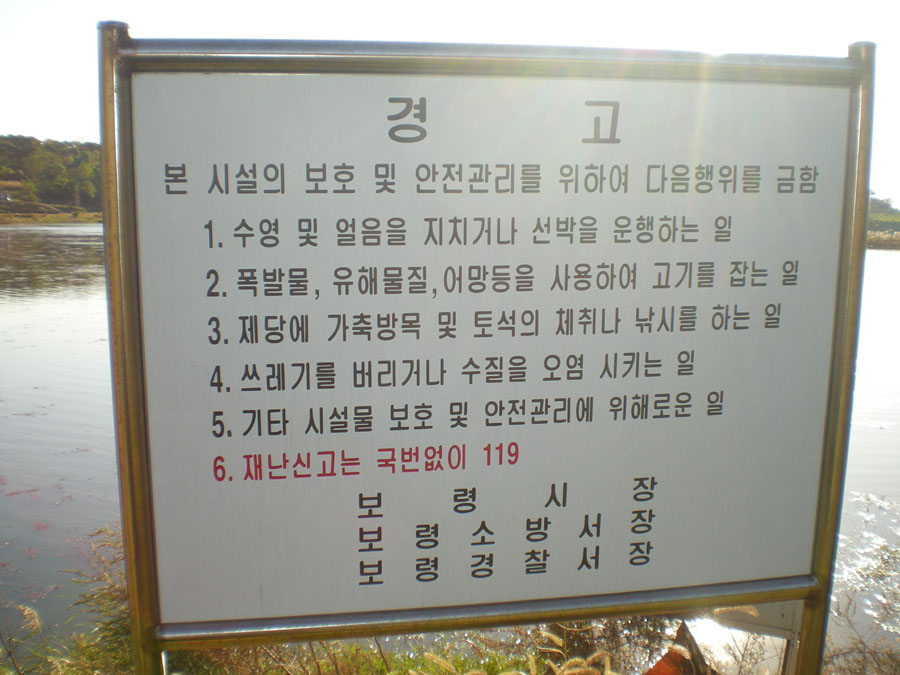 경 고
본 시설의 보호 및 안전관리를 위하여 다음행위를 금함
1. 수영 및 얼음을 지치거나 선박을 운행하는 일
2. 폭발물, 유해물질,어망등을 사용하여 고기를 잡는 일
3. 제당에 가축방목 및 토석의 채취나 낚시를 하는 일
4. 쓰레기를 버리거나 수질을 오염 시키는 일
5. 기타 시설물 보호 및 안전관리에 위해로운 일
6. 재난신고는 국번없이 119
보 령 시 장
보 령 소 방 서 장
보 령 경 찰 서 장